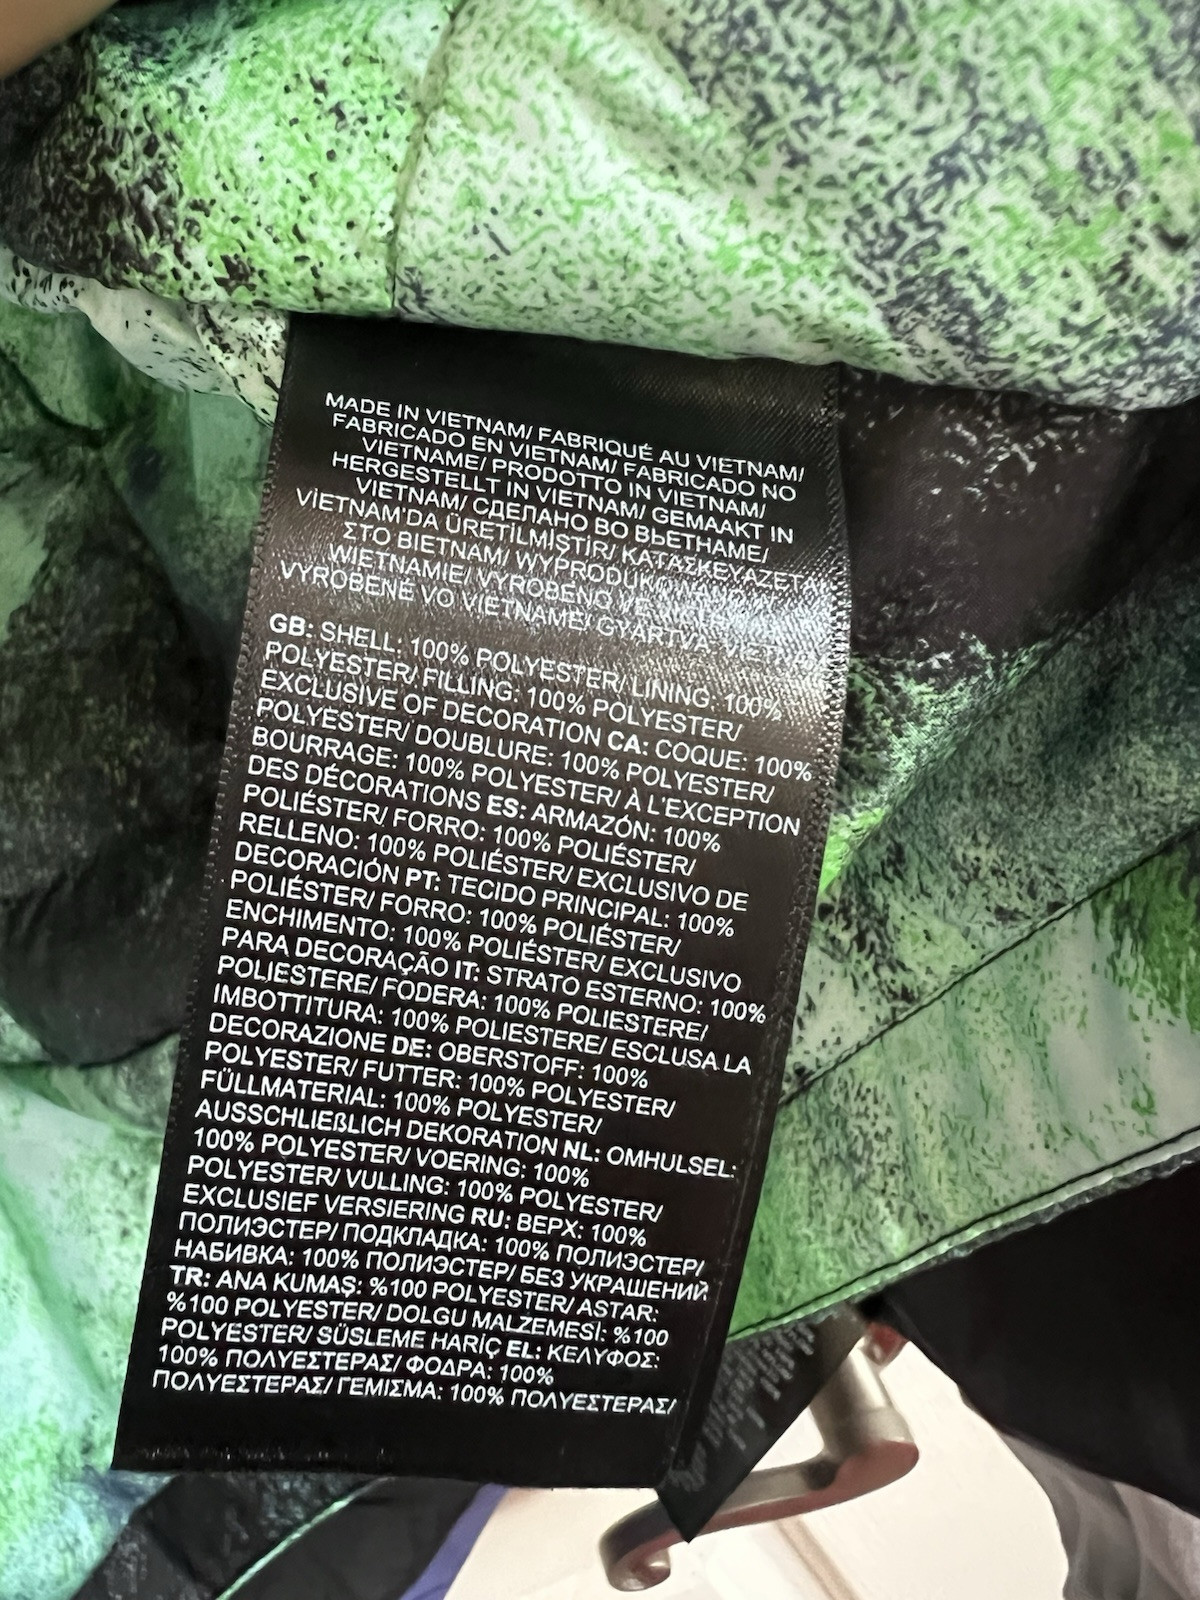 MADE IN VIETNAM/ FABRIQUÉ AU VIETNAM/
FABRICADO EN VIETNAM/ FABRICADO NO
VIETNAME/ PRODOTTO IN VIETNAM/
HERGESTELLT IN VIETNAM/ GEMAAKT IN
VIETNAM/ СДЕЛАНО ВО ВЬЕТНАМЕ/
VİETNAM'DA ÜRETİLMİŞTİR/ ΚΑΤΑΣΚΕΥΑΖΕΤΑΙ
ΣΤΟ ΒΙΕΤΝΑΜ/ WYPRODUKOWANO W
WIETNAMIE/ VYROBENO VE
VYROBENÉ VO VIETNAME/ GYÁRTVA:
GB: SHELL: 100% POLYESTER/ LINING: 100%
POLYESTER/ FILLING: 100% POLYESTER/
EXCLUSIVE OF DECORATION CA: COQUE: 100%
POLYESTER/ DOUBLURE: 100% POLYESTER/
BOURRAGE: 100% POLYESTER/ À L'EXCEPTION
DES DÉCORATIONS ES: ARMAZÓN: 100%
POLIÉSTER/ FORRO: 100% POLIÉSTER/
RELLENO: 100% POLIÉSTER/ EXCLUSIVO DE
DECORACIÓN PT: TECIDO PRINCIPAL: 100%
POLIÉSTER/ FORRO: 100% POLIÉSTER/
ENCHIMENTO: 100% POLIÉSTER/ EXCLUSIVO
PARA DECORAÇÃO IT: STRATO ESTERNO: 100%
POLIESTERE/ FODERA: 100% POLIESTERE/
IMBOTTITURA: 100% POLIESTERE/ ESCLUSA LA
DECORAZIONE DE: OBERSTOFF: 100%
POLYESTER/ FUTTER: 100% POLYESTER/
FÜLLMATERIAL: 100% POLYESTER/
AUSSCHLIEßLICH DEKORATION NL: OMHULSEL:
100% POLYESTER/ VOERING: 100%
POLYESTER/ VULLING: 100% POLYESTER/
EXCLUSIEF VERSIERING RU: ВЕРХ: 100%
ПОЛИЭСТЕР/ ПОДКЛАДКА: 100% ПОЛИЭСТЕР/
НАБИВКА: 100% ПОЛИЭСТЕР/ БЕЗ УКРАШЕНИЙ
TR: ANA KUMAŞ: %100 POLYESTER/ ASTAR:
%100 POLYESTER/ DOLGU MALZEMESİ: %100
POLYESTER/ SÜSLEME HARİÇ EL: ΚΕΛΥΦΟΣ:
100% ΠΟΛΥΕΣΤΕΡΑΣ/ ΦΟΔΡΑ: 100%
ΠΟΛΥΕΣΤΕΡΑΣ/ ΓΕΜΙΣΜΑ: 100% ΠΟΛΥΕΣΤΕΡΑΣ/